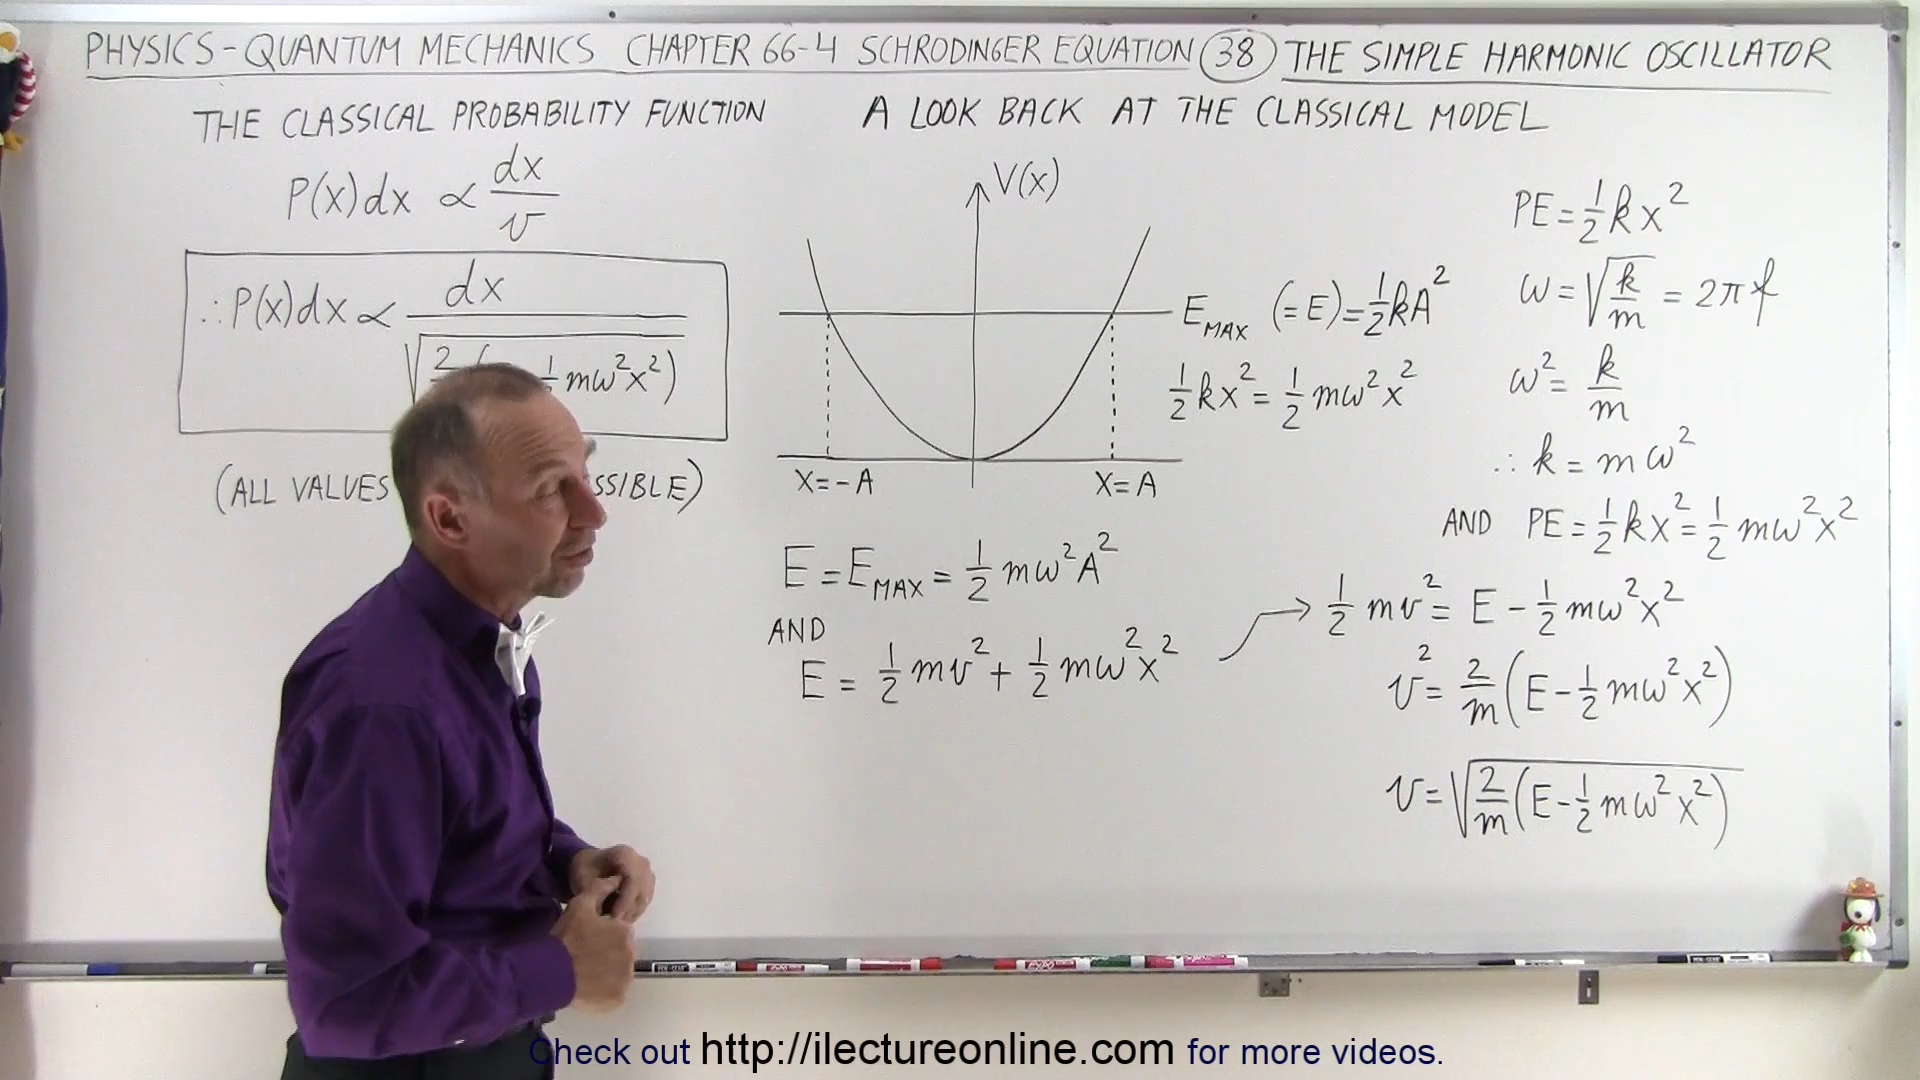 PHYSICS - QUANTUM MECHANICS CHAPTER 66-4 SCHRODINGER EQUATION 38 THE SIMPLE HARMONIC OSCILLATOR
THE CLASSICAL PROBABILITY FUNCTION
P(x)dx ∝ dx/v
∴ P(x)dx ∝ dx
√ 2 ( 1 mω²x²)
(ALL VALUES SSIBLE)
A LOOK BACK AT THE CLASSICAL MODEL
V(x)
E_MAX (=E)=½kA²
½kx²=½mω²x²
X=-A X=A
E=E_MAX=½mω²A²
AND
E=½mv²+½mω²x²
PE=½kx²
ω=√(k/m)=2πf
ω²=k/m
∴ k=mω²
AND PE=½kx²=½mω²x²
½mv²=E-½mω²x²
v²=2/m(E-½mω²x²)
v=√(2/m(E-½mω²x²))
Check out http://ilectureonline.com for more videos.